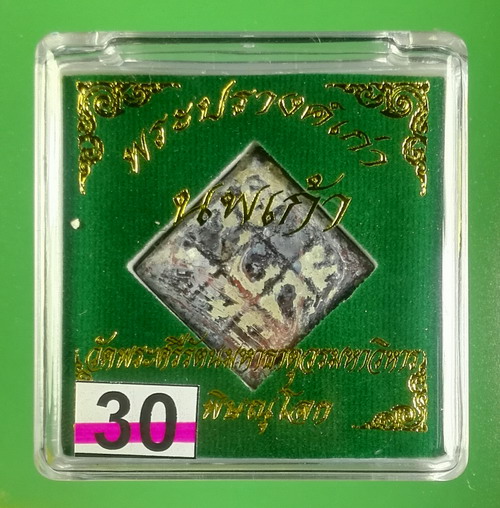 พระปรางค์เก่า
นพเก้า
วัดพระศรีรัตนมหาธาตุวรมหาวิหาร
พิษณุโลก
30